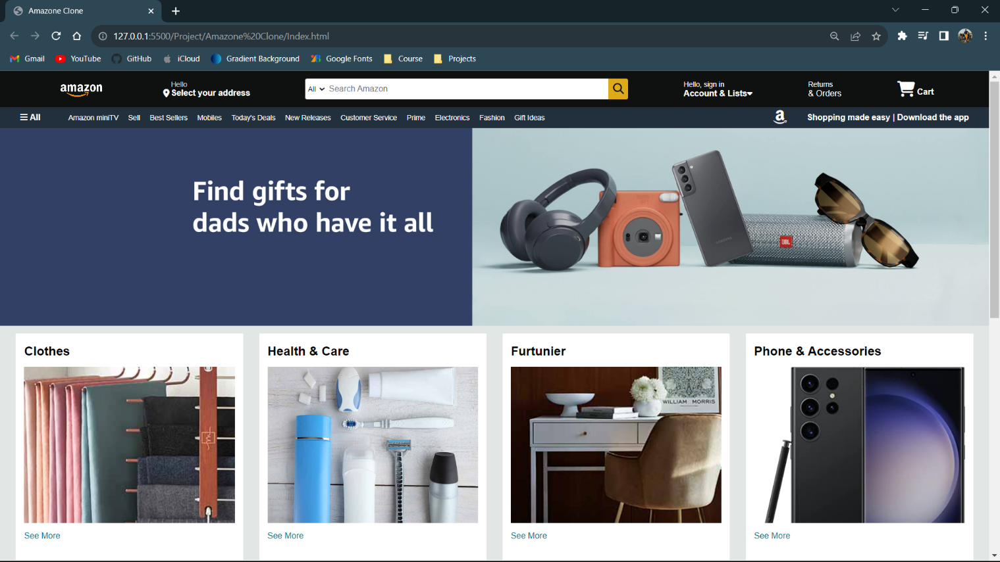 Amazone Clone
127.0.0.1:5500/Project/Amazone%20Clone/Index.html
Gmail YouTube GitHub iCloud Gradient Background Google Fonts Course Projects
amazon
Hello
Select your address
All Search Amazon
Hello, sign in
Account & Lists
Returns
& Orders
Cart
All Amazon miniTV Sell Best Sellers Mobiles Today's Deals New Releases Customer Service Prime Electronics Fashion Gift Ideas
a Shopping made easy | Download the app
Find gifts for
dads who have it all
SAMSUNG
JBL
Clothes
Health & Care
Furtunier
WILLIAM MORRIS
Phone & Accessories
See More
See More
See More
See More